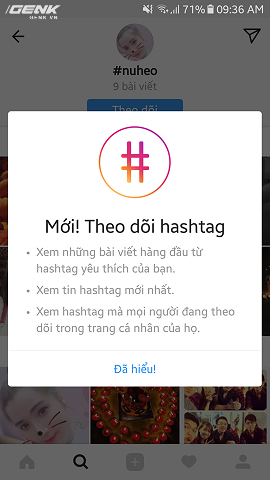 GENK
GENK.VN
71% 09:36 AM
#nuheo
9 bài viết
Theo dõi
#
Mới! Theo dõi hashtag
• Xem những bài viết hàng đầu từ
hashtag yêu thích của bạn.
• Xem tin hashtag mới nhất.
• Xem hashtag mà mọi người đang theo
dõi trong trang cá nhân của họ.
Đã hiểu!